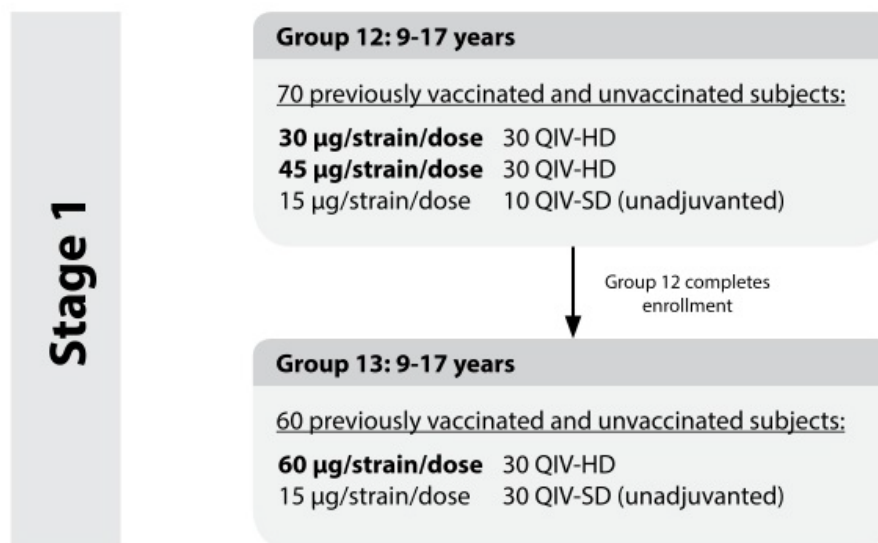 Stage 1
Group 12: 9-17 years
70 previously vaccinated and unvaccinated subjects:
30 µg/strain/dose 30 QIV-HD
45 µg/strain/dose 30 QIV-HD
15 µg/strain/dose 10 QIV-SD (unadjuvanted)
Group 12 completes
enrollment
Group 13: 9-17 years
60 previously vaccinated and unvaccinated subjects:
60 µg/strain/dose 30 QIV-HD
15 µg/strain/dose 30 QIV-SD (unadjuvanted)